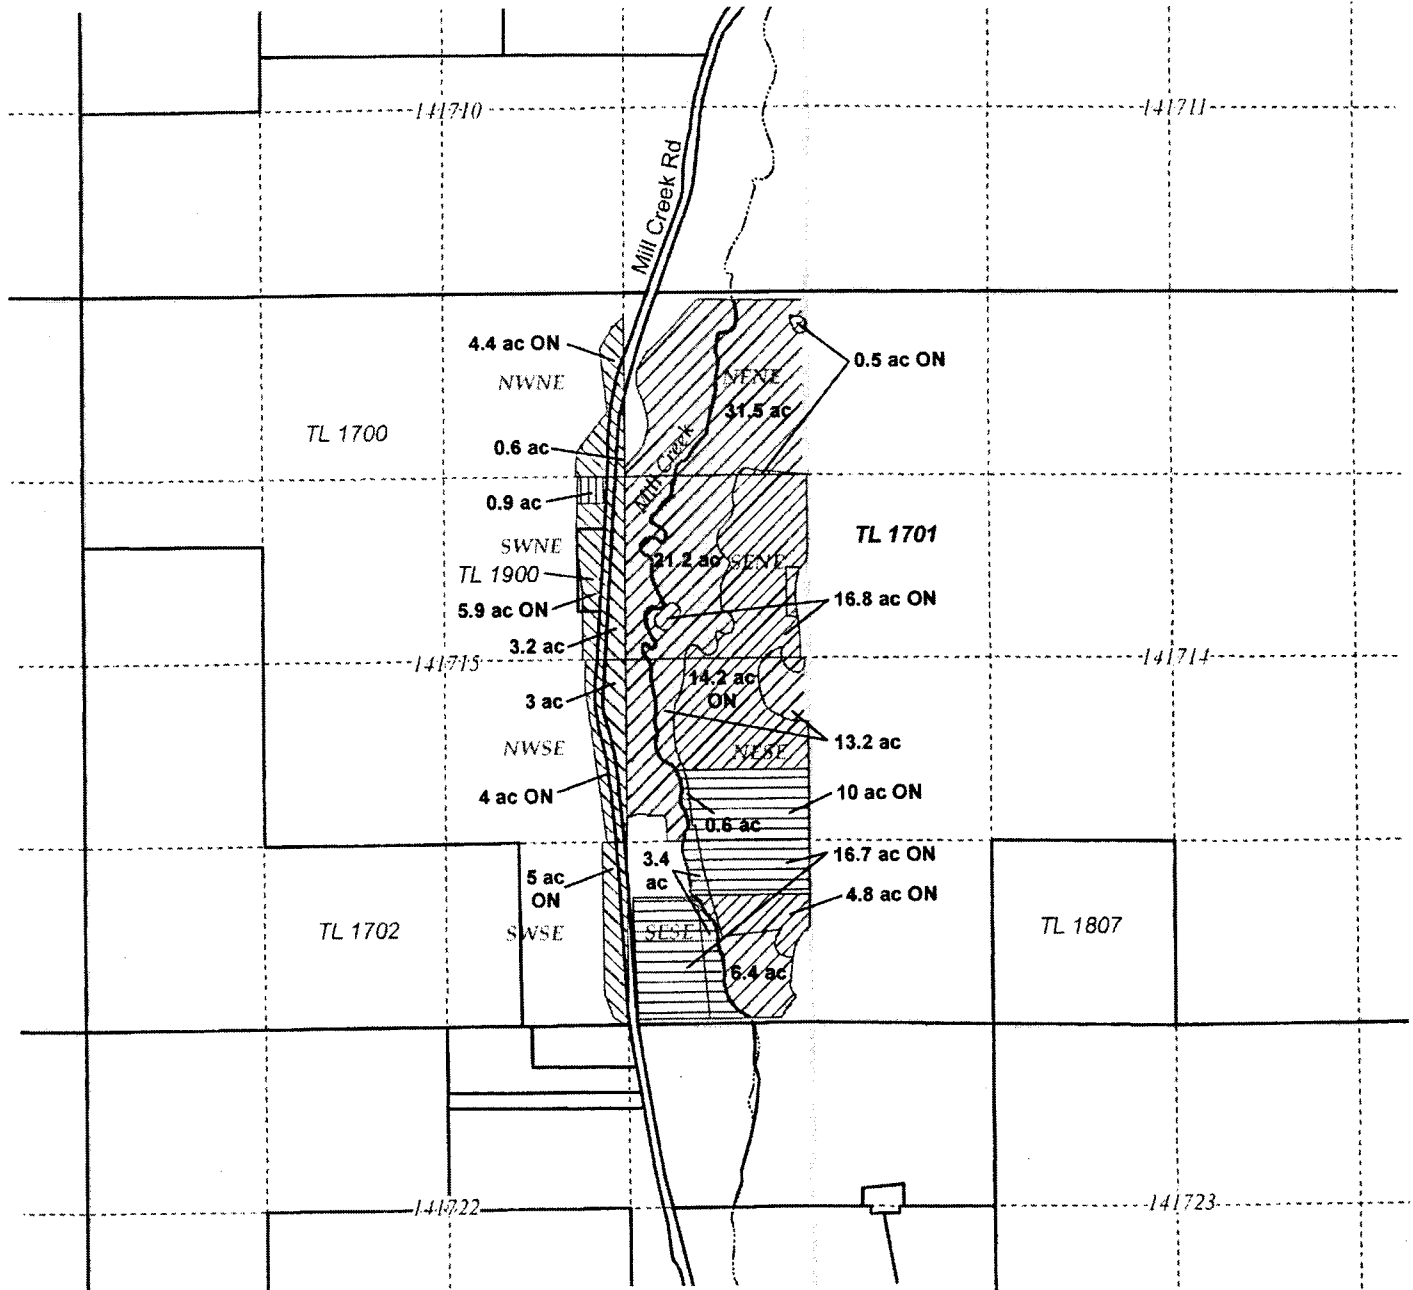 141710
141711
Mill Creek Rd
4.4 ac ON
NWNE
0.5 ac ON
NENE
31.5 ac
TL 1700
0.6 ac
Mill Creek
0.9 ac
SWNE
TL 1701
21.2 ac
SENE
TL 1900
5.9 ac ON
16.8 ac ON
3.2 ac
141715
141714
14.2 ac
ON
3 ac
13.2 ac
NWSE
NESE
4 ac ON
10 ac ON
0.6 ac
3.4
ac
16.7 ac ON
5 ac
ON
4.8 ac ON
TL 1702
SWSE
SESE
TL 1807
6.4 ac
141722
141723